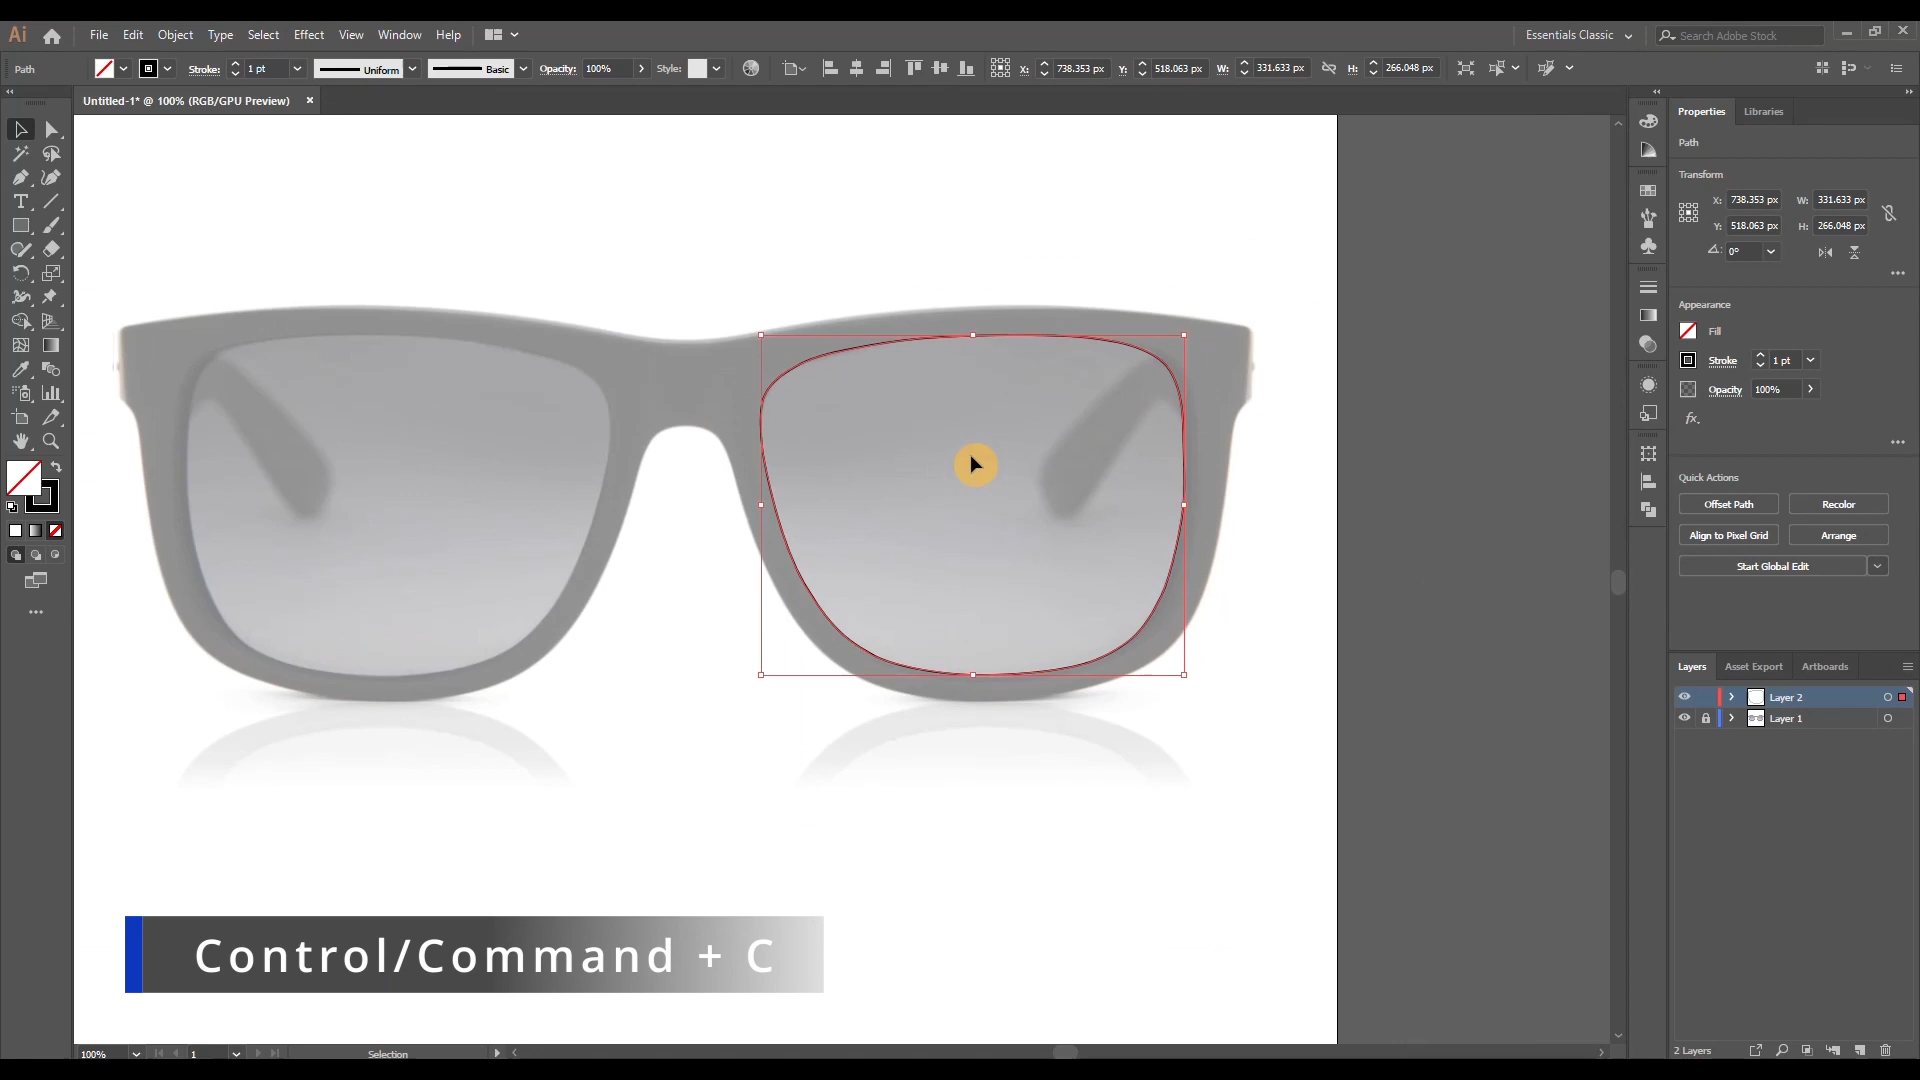 Ai File Edit Object Type Select Effect View Window Help Essentials Classic Search Adobe Stock
Path Stroke: 1 pt Uniform Basic Opacity: 100% Style: X: 738.353 px Y: 518.063 px W: 331.633 px H: 266.048 px
Untitled-1* @ 100% (RGB/GPU Preview) ×
Properties Libraries
Path
Transform
X: 738.353 px W: 331.633 px
Y: 518.063 px H: 266.048 px
0°
Appearance
Fill
Stroke 1 pt
Opacity 100%
fx.
Quick Actions
Offset Path Recolor
Align to Pixel Grid Arrange
Start Global Edit
Layers Asset Export Artboards
Layer 2
Layer 1
Control/Command + C
100% 1 Selection
2 Layers